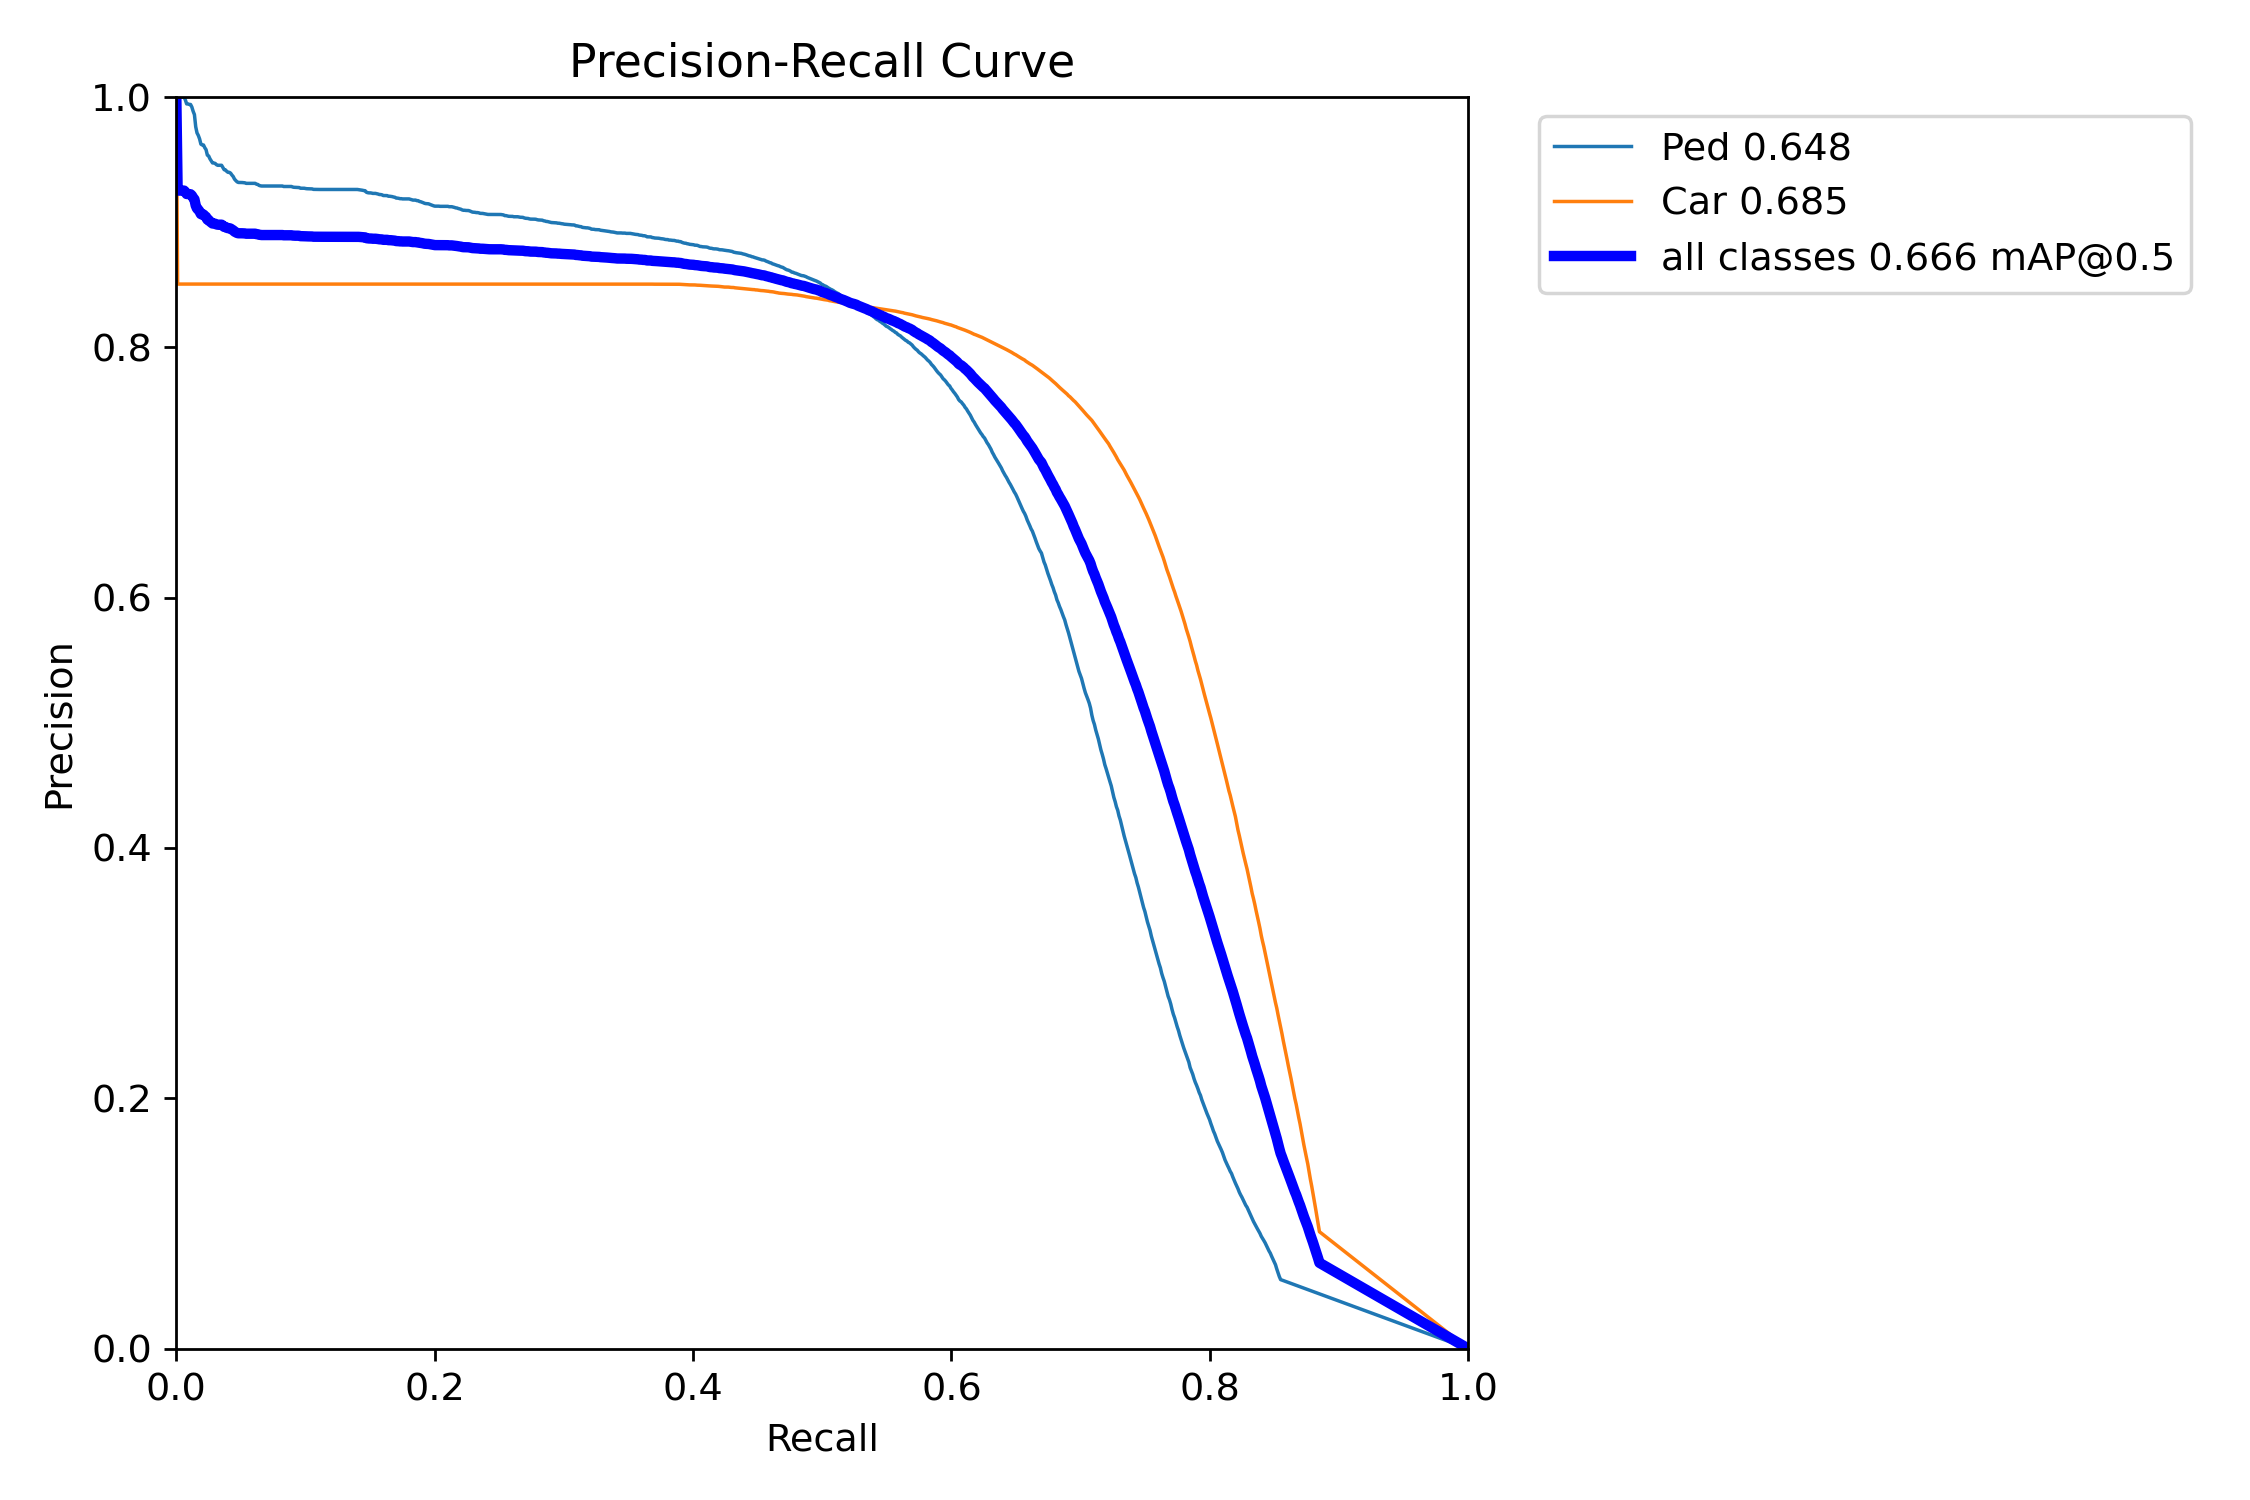 Precision-Recall Curve
1.0
0.8
0.6
0.4
0.2
0.0
Precision
0.0 0.2 0.4 0.6 0.8 1.0
Recall
Ped 0.648
Car 0.685
all classes 0.666 mAP@0.5